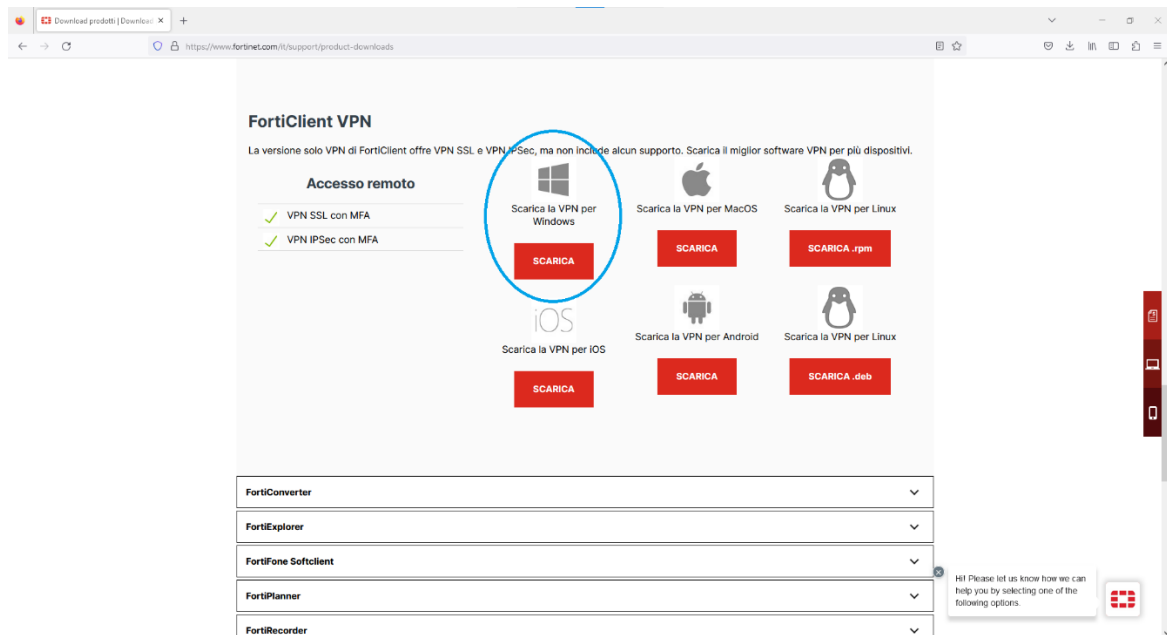 Download prodotti | Download
https://www.fortinet.com/it/support/product-downloads
FortiClient VPN
La versione solo VPN di FortiClient offre VPN SSL e VPN IPSec, ma non include alcun supporto. Scarica il miglior software VPN per più dispositivi.
Accesso remoto
VPN SSL con MFA
VPN IPSec con MFA
Scarica la VPN per
Windows
SCARICA
Scarica la VPN per MacOS
SCARICA
Scarica la VPN per Linux
SCARICA .rpm
iOS
Scarica la VPN per iOS
SCARICA
Scarica la VPN per Android
SCARICA
Scarica la VPN per Linux
SCARICA .deb
FortiConverter
FortiExplorer
FortiFone Softclient
FortiPlanner
FortiRecorder
Hi! Please let us know how we can
help you by selecting one of the
following options.